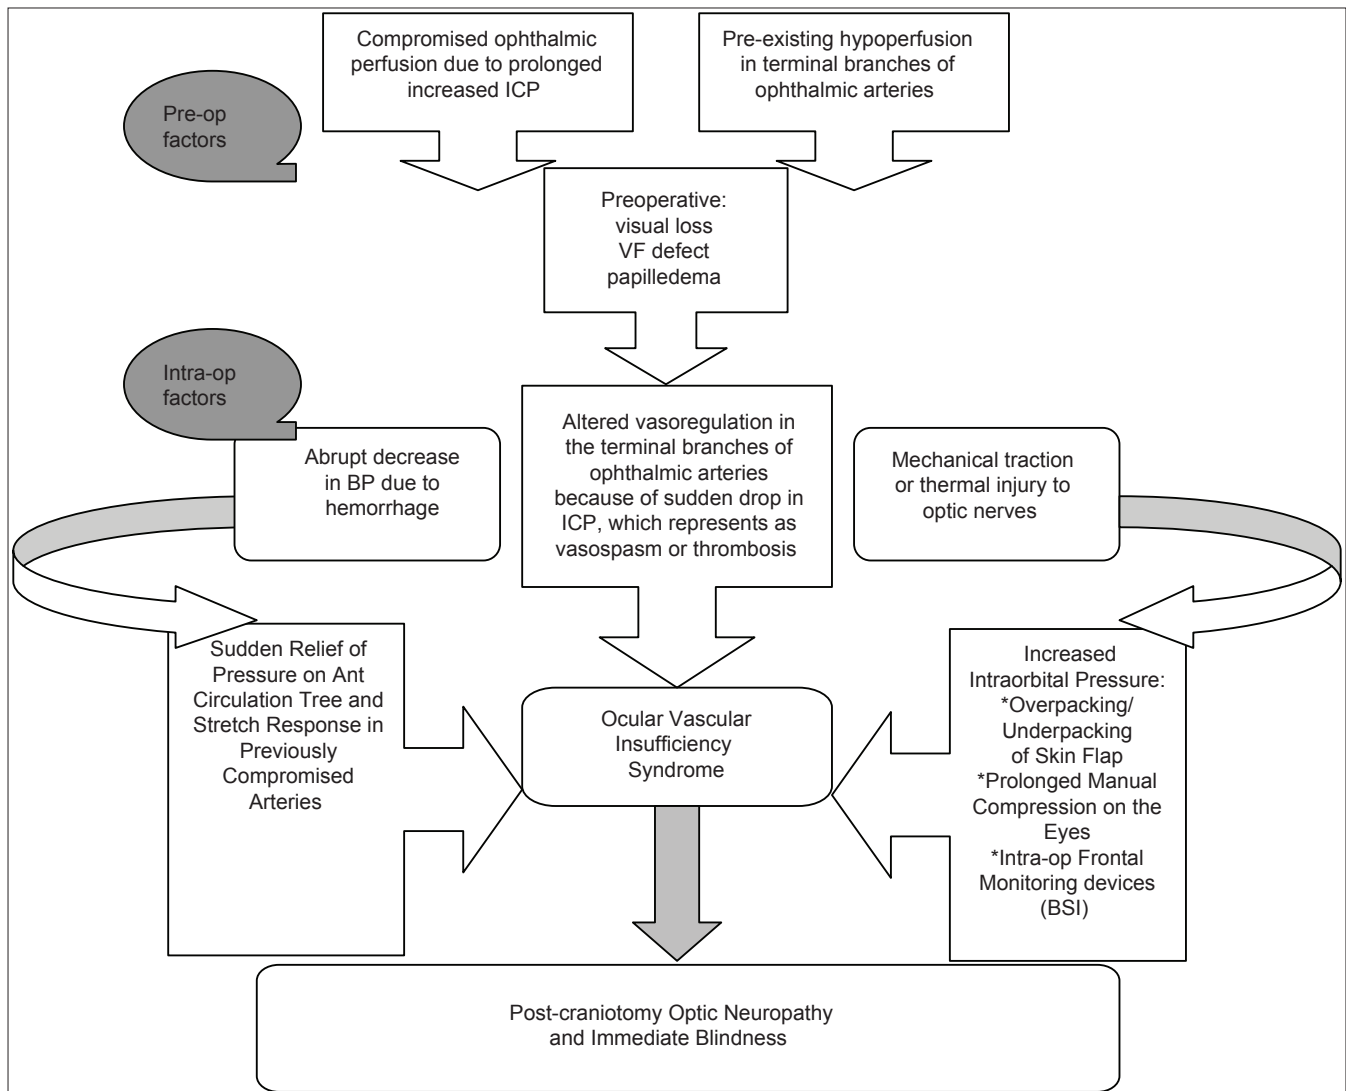 Compromised ophthalmic
perfusion due to prolonged
increased ICP
Pre-existing hypoperfusion
in terminal branches of
ophthalmic arteries
Pre-op
factors
Preoperative:
visual loss
VF defect
papilledema
Intra-op
factors
Abrupt decrease
in BP due to
hemorrhage
Altered vasoregulation in
the terminal branches of
ophthalmic arteries
because of sudden drop in
ICP, which represents as
vasospasm or thrombosis
Mechanical traction
or thermal injury to
optic nerves
Sudden Relief of
Pressure on Ant
Circulation Tree and
Stretch Response in
Previously
Compromised
Arteries
Ocular Vascular
Insufficiency
Syndrome
Increased
Intraorbital Pressure:
*Overpacking/
Underpacking
of Skin Flap
*Prolonged Manual
Compression on the
Eyes
*Intra-op Frontal
Monitoring devices
(BSI)
Post-craniotomy Optic Neuropathy
and Immediate Blindness